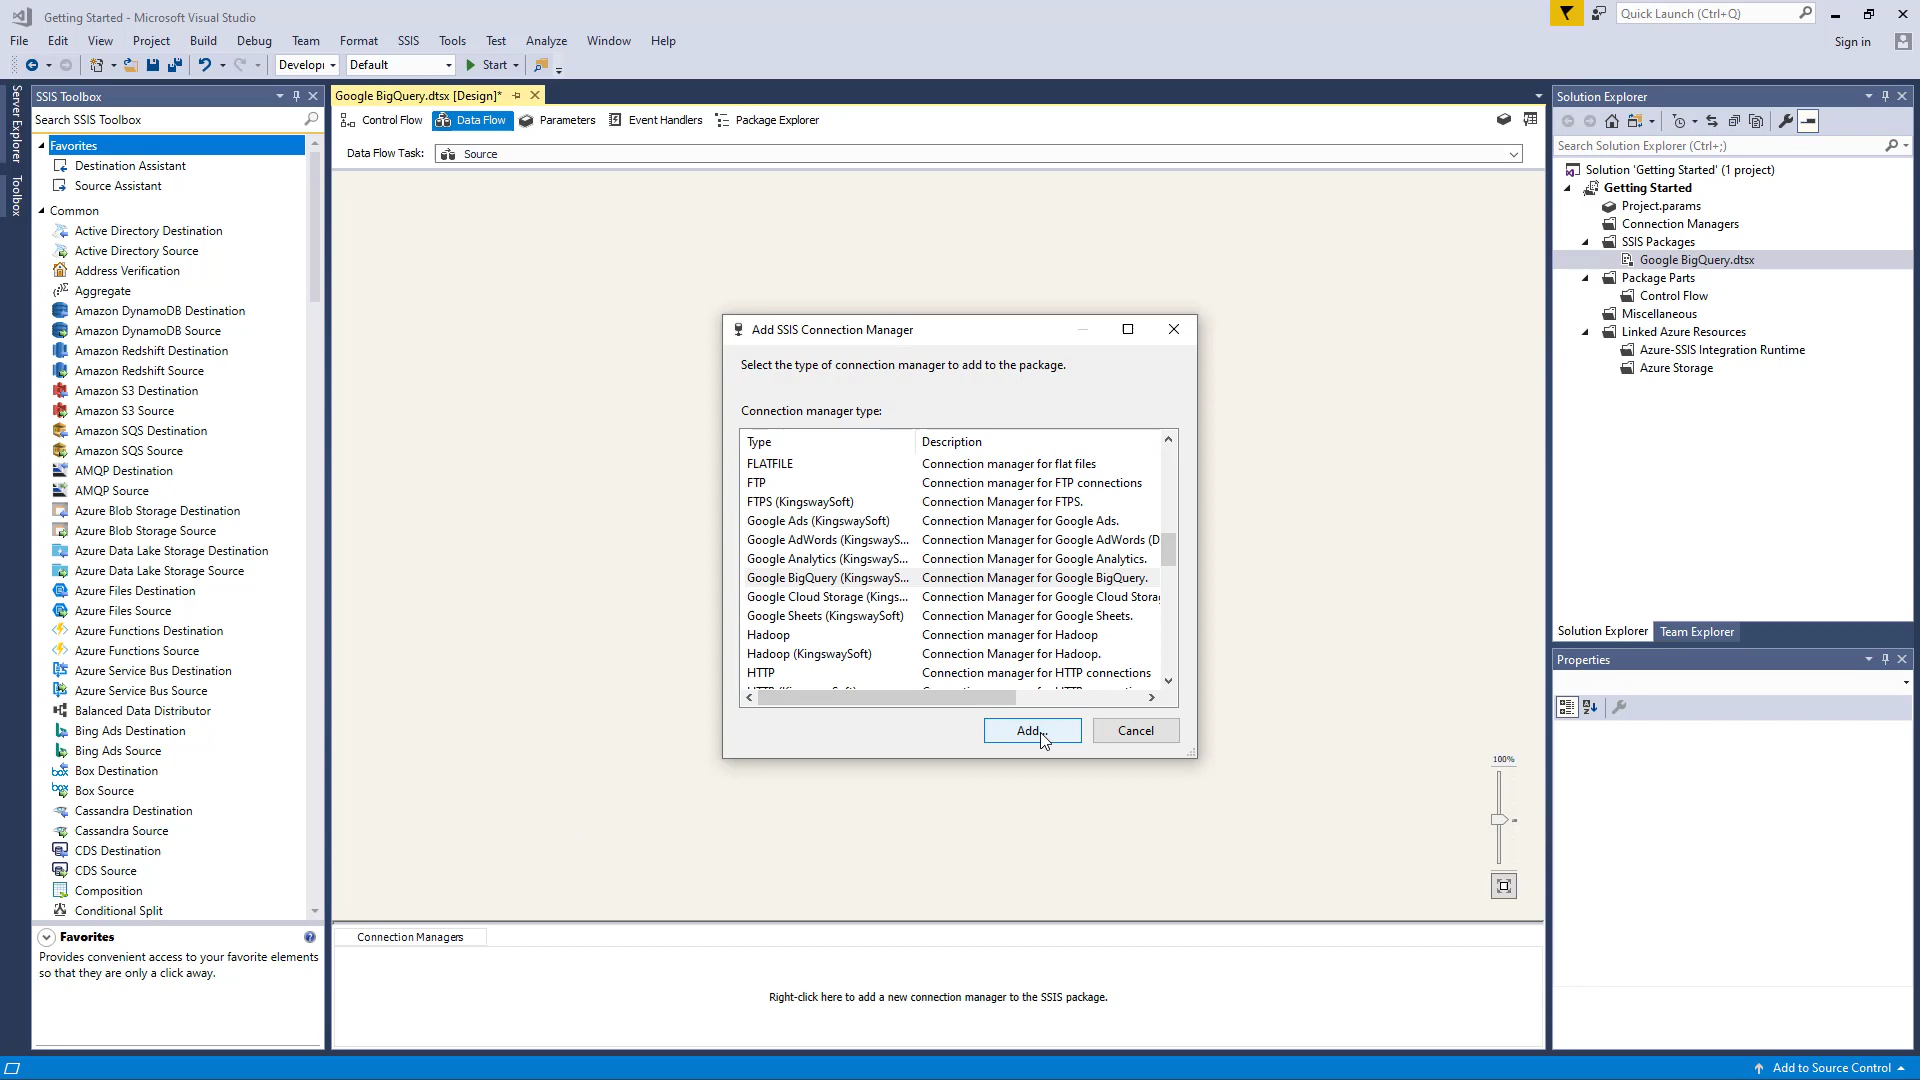 Getting Started - Microsoft Visual Studio
Quick Launch (Ctrl+Q)
File Edit View Project Build Debug Team Format SSIS Tools Test Analyze Window Help
Sign in
Default
Start
Server Explorer
Toolbox
SSIS Toolbox
Search SSIS Toolbox
Favorites
Destination Assistant
Source Assistant
Common
Active Directory Destination
Active Directory Source
Address Verification
Aggregate
Amazon DynamoDB Destination
Amazon DynamoDB Source
Amazon Redshift Destination
Amazon Redshift Source
Amazon S3 Destination
Amazon S3 Source
Amazon SQS Destination
Amazon SQS Source
AMQP Destination
AMQP Source
Azure Blob Storage Destination
Azure Blob Storage Source
Azure Data Lake Storage Destination
Azure Data Lake Storage Source
Azure Files Destination
Azure Files Source
Azure Functions Destination
Azure Functions Source
Azure Service Bus Destination
Azure Service Bus Source
Balanced Data Distributor
Bing Ads Destination
Bing Ads Source
Box Destination
Box Source
Cassandra Destination
Cassandra Source
CDS Destination
CDS Source
Composition
Conditional Split
Favorites
Provides convenient access to your favorite elements
so that they are only a click away.
Google BigQuery.dtsx [Design]*
Control Flow Data Flow Parameters Event Handlers Package Explorer
Data Flow Task: Source
Add SSIS Connection Manager
Select the type of connection manager to add to the package.
Connection manager type:
Type Description
FLATFILE Connection manager for flat files
FTP Connection manager for FTP connections
FTPS (KingswaySoft) Connection Manager for FTPS.
Google Ads (KingswaySoft) Connection Manager for Google Ads.
Google AdWords (KingswayS... Connection Manager for Google AdWords (D
Google Analytics (KingswayS... Connection Manager for Google Analytics.
Google BigQuery (KingswayS... Connection Manager for Google BigQuery.
Google Cloud Storage (Kings... Connection Manager for Google Cloud
Google Sheets (KingswaySoft) Connection Manager for Google Sheets.
Hadoop Connection manager for Hadoop
Hadoop (KingswaySoft) Connection Manager for Hadoop.
HTTP Connection manager for HTTP connections
Add...
Cancel
100%
Connection Managers
Right-click here to add a new connection manager to the SSIS package.
Solution Explorer
Search Solution Explorer (Ctrl+;)
Solution 'Getting Started' (1 project)
Getting Started
Project.params
Connection Managers
SSIS Packages
Google BigQuery.dtsx
Package Parts
Control Flow
Miscellaneous
Linked Azure Resources
Azure-SSIS Integration Runtime
Azure Storage
Solution Explorer Team Explorer
Properties
Add to Source Control